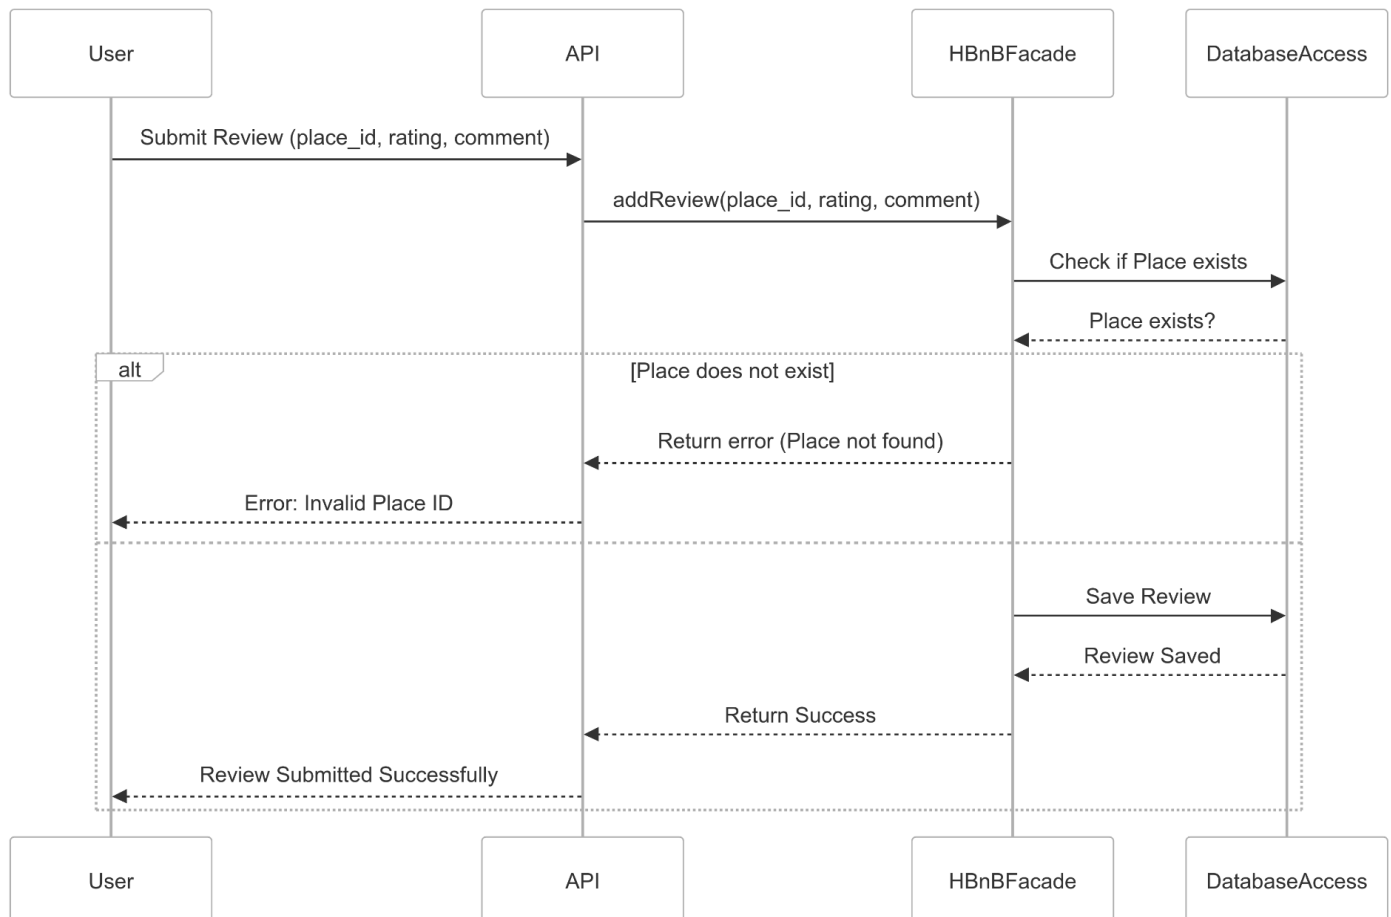 User
API
HBnBFacade
DatabaseAccess
Submit Review (place_id, rating, comment)
addReview(place_id, rating, comment)
Check if Place exists
Place exists?
alt
[Place does not exist]
Return error (Place not found)
Error: Invalid Place ID
Save Review
Review Saved
Return Success
Review Submitted Successfully
User
API
HBnBFacade
DatabaseAccess